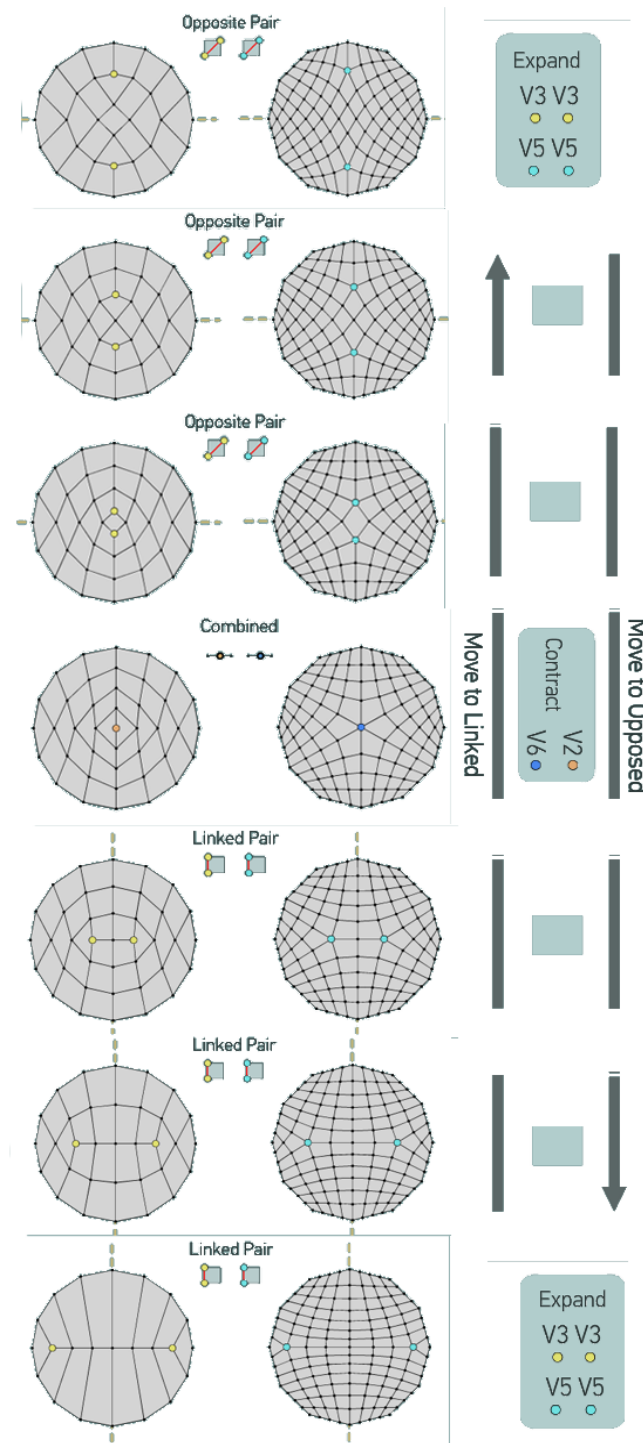 Opposite Pair
Expand
V3 V3
V5 V5
Opposite Pair
Opposite Pair
Combined
Move to Linked
Contract
V6 V2
Move to Upposed
Linked Pair
Linked Pair
Linked Pair
Expand
V3 V3
V5 V5